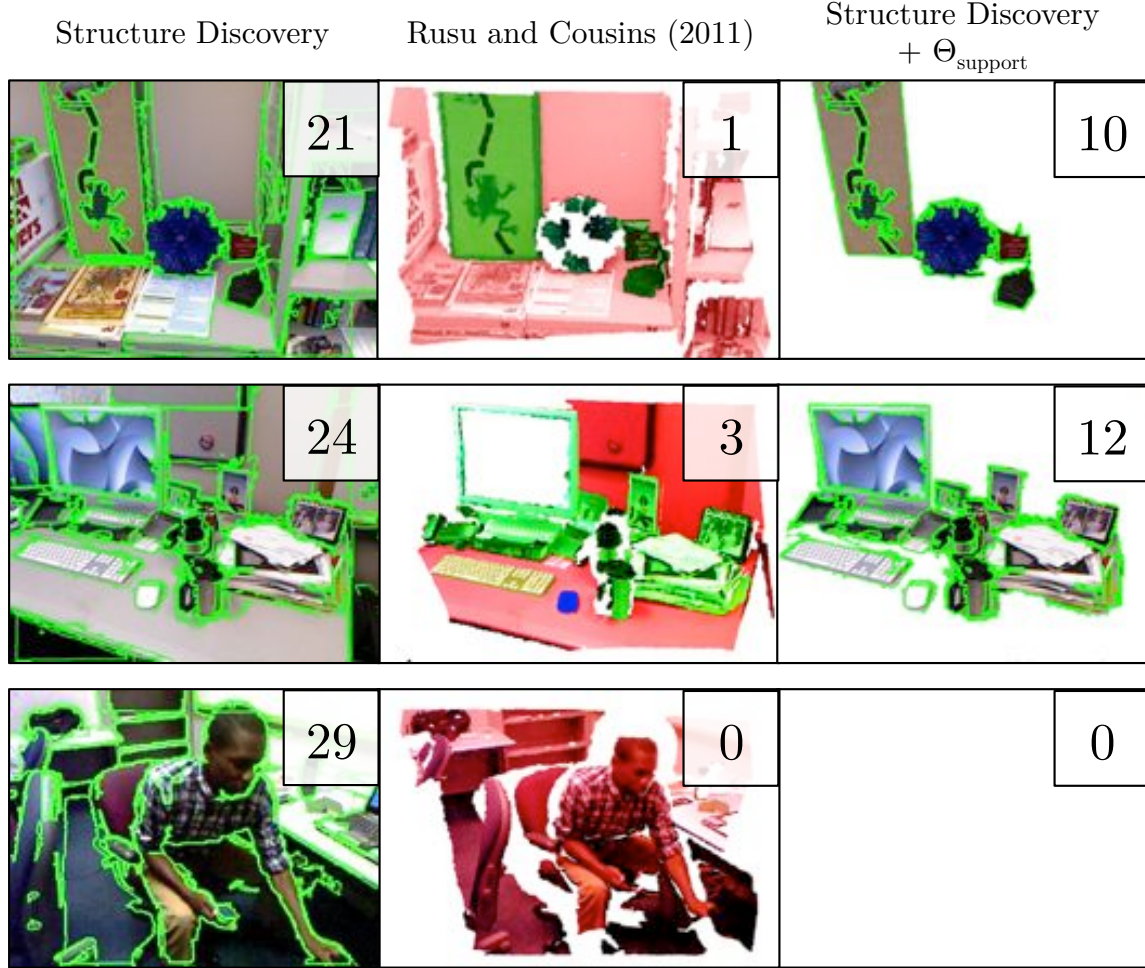 Structure Discovery
Rusu and Cousins (2011)
Structure Discovery
+ Θsupport
21
1
10
24
3
12
29
0
0